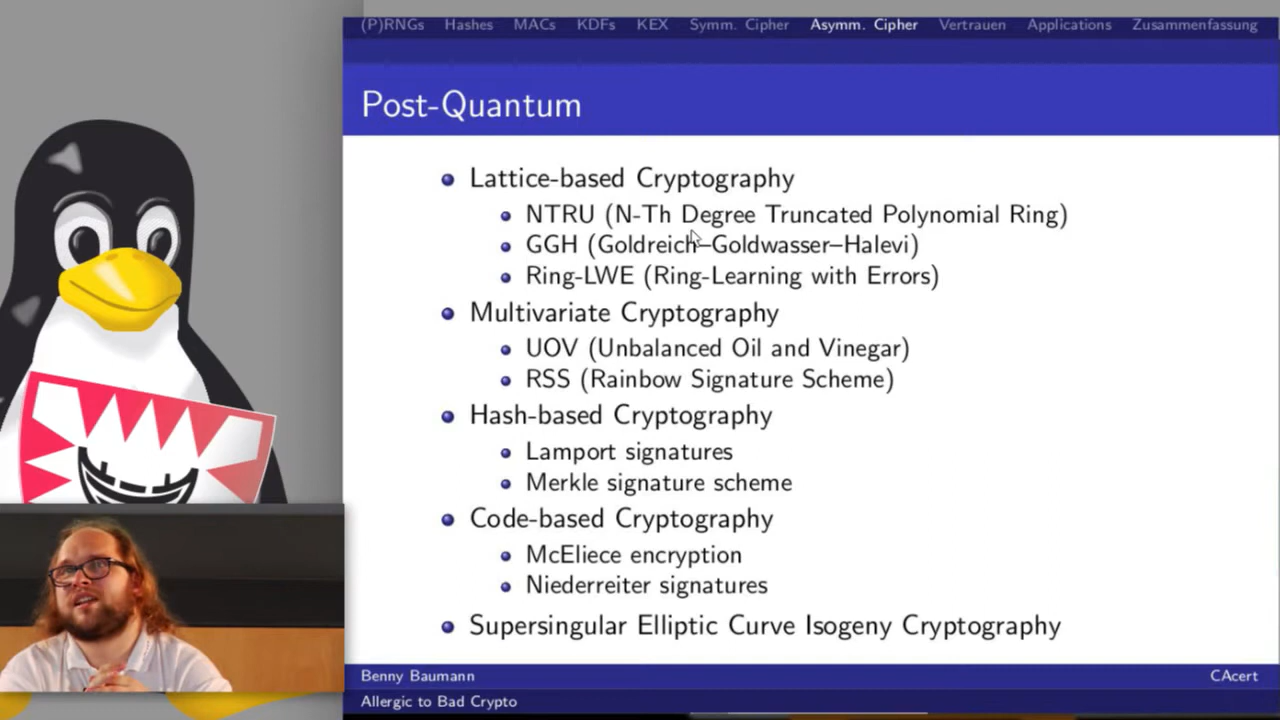 (P)RNGs Hashes MACs KDFs KEX Symm. Cipher Asymm. Cipher Vertrauen Applications Zusammenfassung
Post-Quantum
Lattice-based Cryptography
NTRU (N-Th Degree Truncated Polynomial Ring)
GGH (Goldreich–Goldwasser–Halevi)
Ring-LWE (Ring-Learning with Errors)
Multivariate Cryptography
UOV (Unbalanced Oil and Vinegar)
RSS (Rainbow Signature Scheme)
Hash-based Cryptography
Lamport signatures
Merkle signature scheme
Code-based Cryptography
McEliece encryption
Niederreiter signatures
Supersingular Elliptic Curve Isogeny Cryptography
Benny Baumann CAcert
Allergic to Bad Crypto